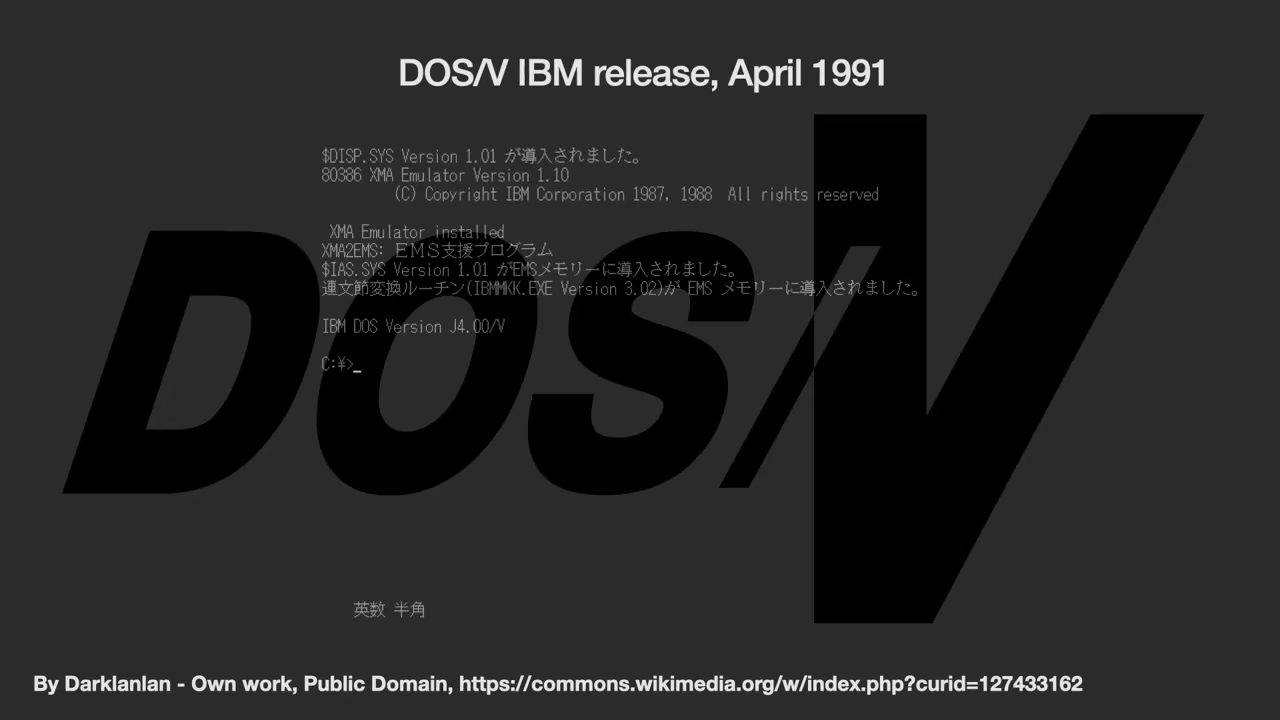 DOS/V IBM release, April 1991
$DISP.SYS Version 1.01 が導入されました。
80386 XMA Emulator Version 1.10
(C) Copyright IBM Corporation 1987, 1988 All rights reserved
XMA Emulator installed
XMA2EMS: ＥＭＳ支援プログラム
$IAS.SYS Version 1.01 がEMSメモリーに導入されました。
連文節変換ルーチン(IBMMKK.EXE Version 3.02)が EMS メモリーに導入されました。
IBM DOS Version J4.00/V
C:¥>_
DOS/V
英数 半角
By Darklanlan - Own work, Public Domain, https://commons.wikimedia.org/w/index.php?curid=127433162